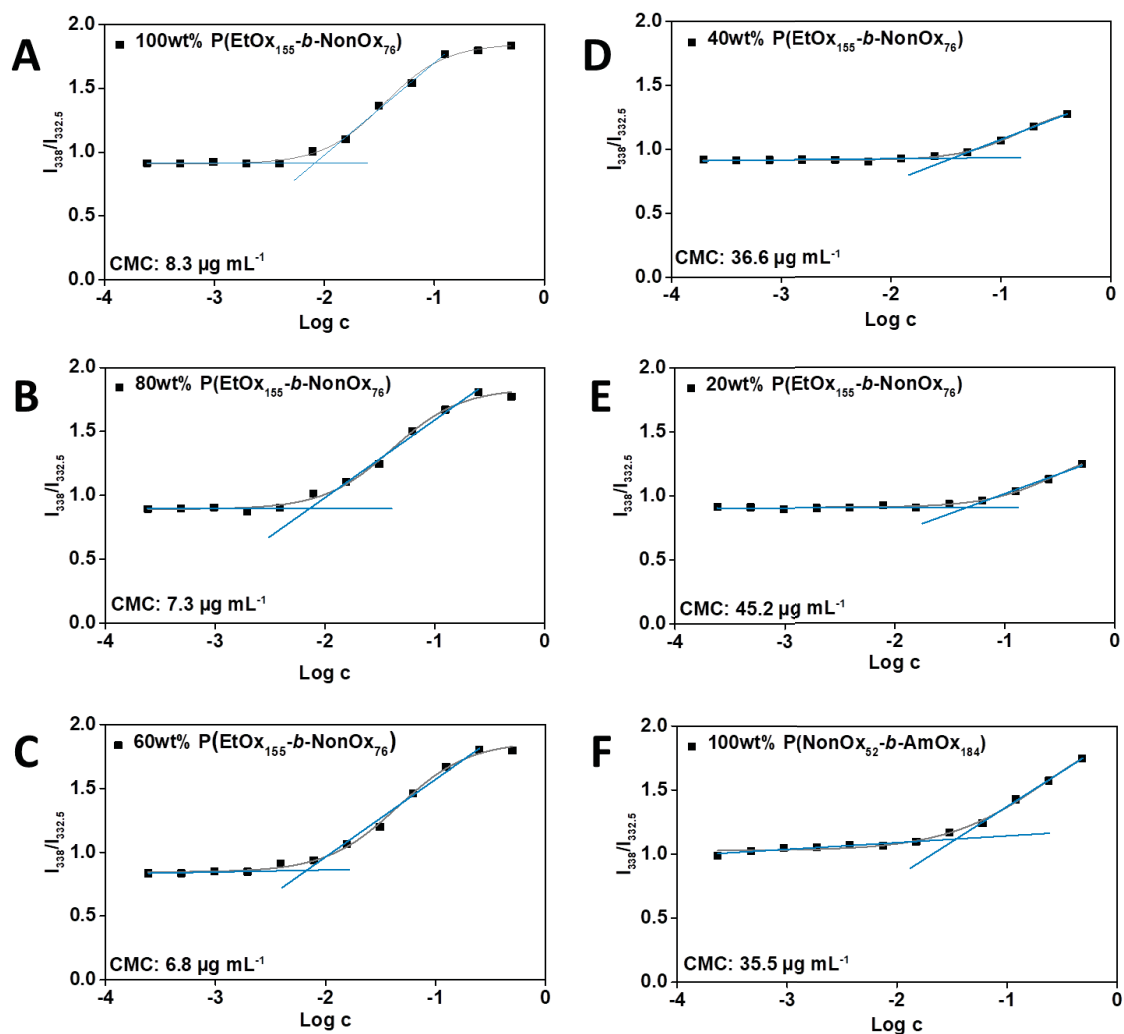 A
100wt% P(EtOx155-b-NonOx76)
2.0
1.5
1.0
0.5
0.0
I338/I332.5
CMC: 8.3 µg mL-1
-4 -3 -2 -1 0
Log c
D
40wt% P(EtOx155-b-NonOx76)
2.0
1.5
1.0
0.5
0.0
I338/I332.5
CMC: 36.6 µg mL-1
-4 -3 -2 -1 0
Log c
B
80wt% P(EtOx155-b-NonOx76)
2.0
1.5
1.0
0.5
0.0
I338/I332.5
CMC: 7.3 µg mL-1
-4 -3 -2 -1 0
Log c
E
20wt% P(EtOx155-b-NonOx76)
2.0
1.5
1.0
0.5
0.0
I338/I332.5
CMC: 45.2 µg mL-1
-4 -3 -2 -1 0
Log c
C
60wt% P(EtOx155-b-NonOx76)
2.0
1.5
1.0
0.5
0.0
I338/I332.5
CMC: 6.8 µg mL-1
-4 -3 -2 -1 0
Log c
F
100wt% P(NonOx52-b-AmOx184)
2.0
1.5
1.0
0.5
0.0
I338/I332.5
CMC: 35.5 µg mL-1
-4 -3 -2 -1 0
Log c